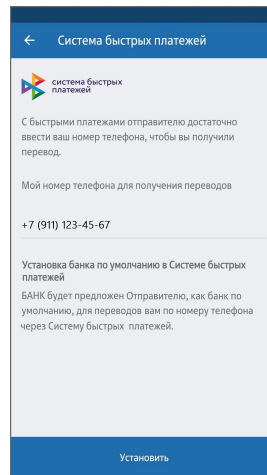 Система быстрых платежей
система быстрых
платежей
С быстрыми платежами отправителю достаточно
ввести ваш номер телефона, чтобы вы получили
перевод.
Мой номер телефона для получения переводов
+7 (911) 123-45-67
Установка банка по умолчанию в Системе быстрых
платежей
БАНК будет предложен Отправителю, как банк по
умолчанию, для переводов вам по номеру телефона
через Систему быстрых платежей.
Установить